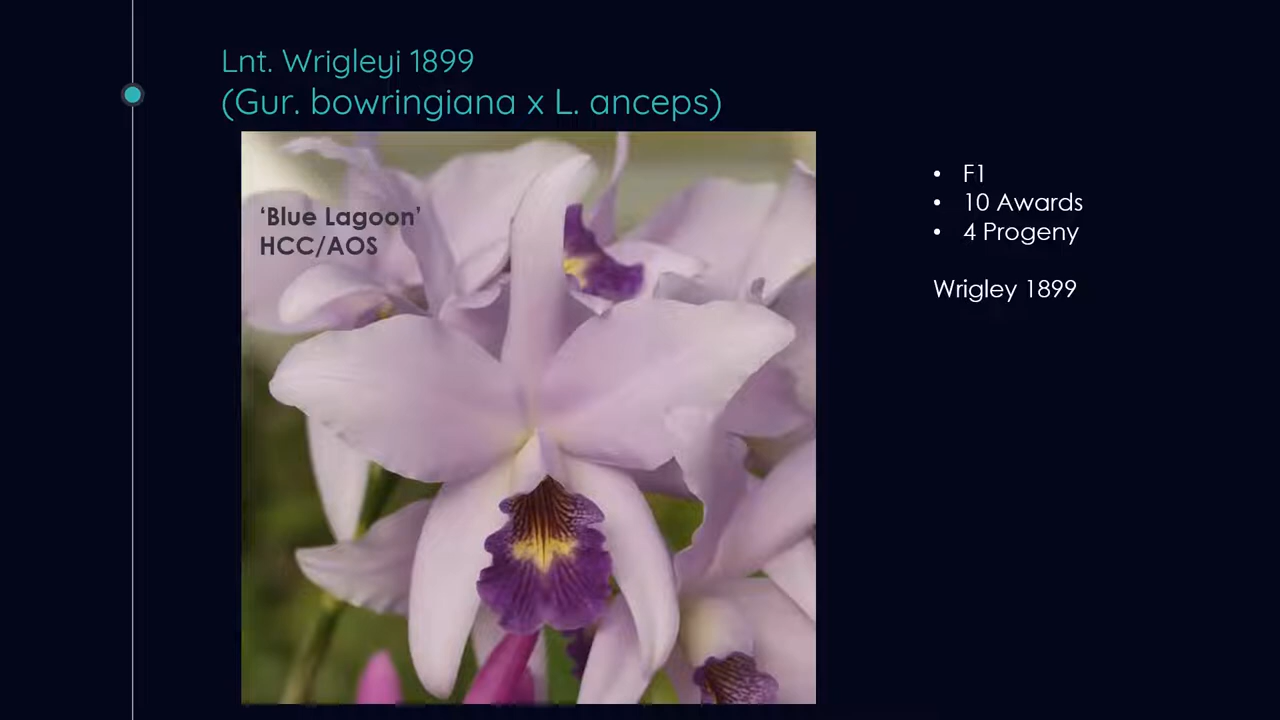 Lnt. Wrigleyi 1899
(Gur. bowringiana x L. anceps)
‘Blue Lagoon’
HCC/AOS
• F1
• 10 Awards
• 4 Progeny
Wrigley 1899